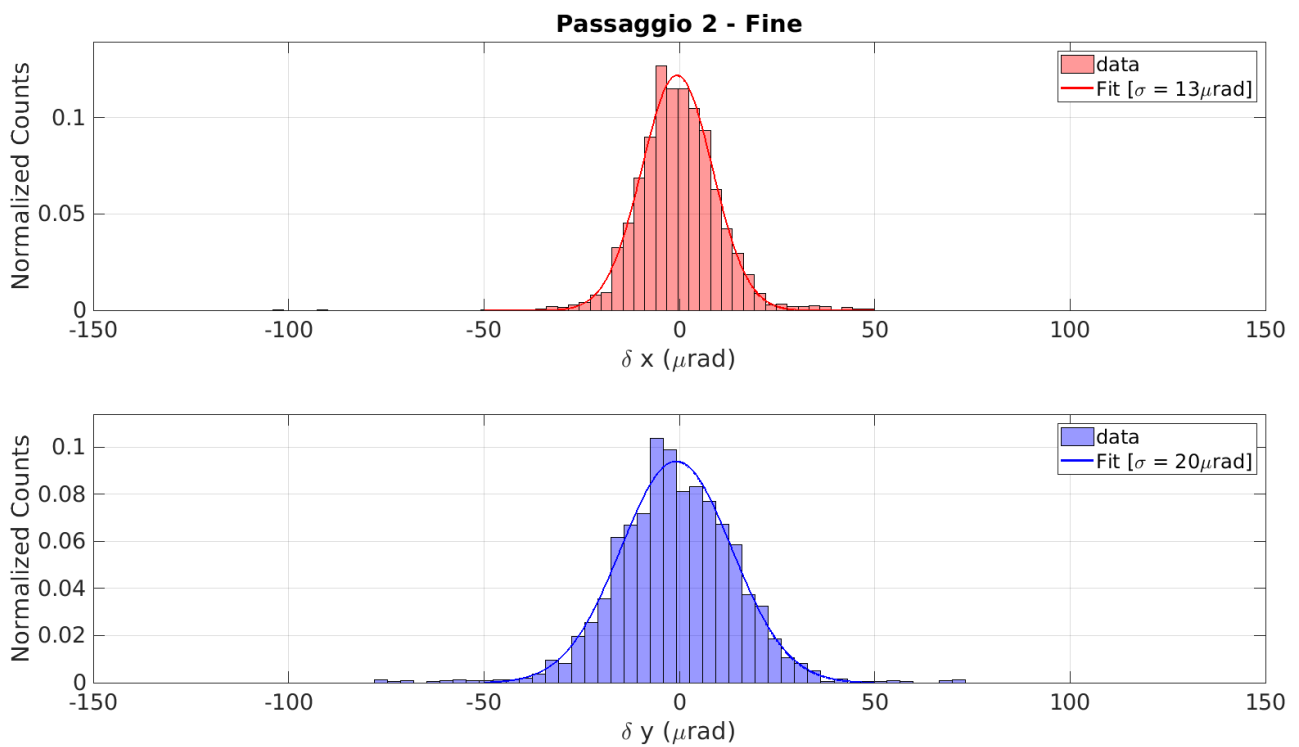 Passaggio 2 - Fine
data
Fit [σ = 13μrad]
Normalized Counts
0.1
0.05
0
-150 -100 -50 0 50 100 150
δ x (μrad)
data
Fit [σ = 20μrad]
Normalized Counts
0.1
0.08
0.06
0.04
0.02
0
-150 -100 -50 0 50 100 150
δ y (μrad)